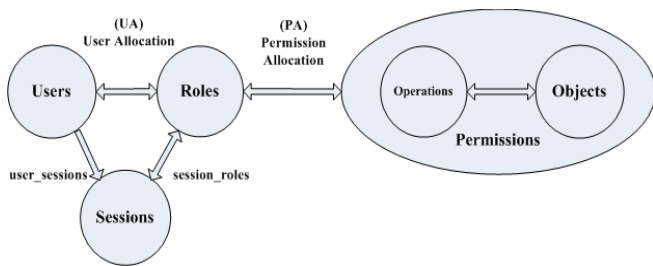 (UA)
User Allocation
(PA)
Permission
Allocation
Users
Roles
Operations
Objects
Permissions
user_sessions
session_roles
Sessions